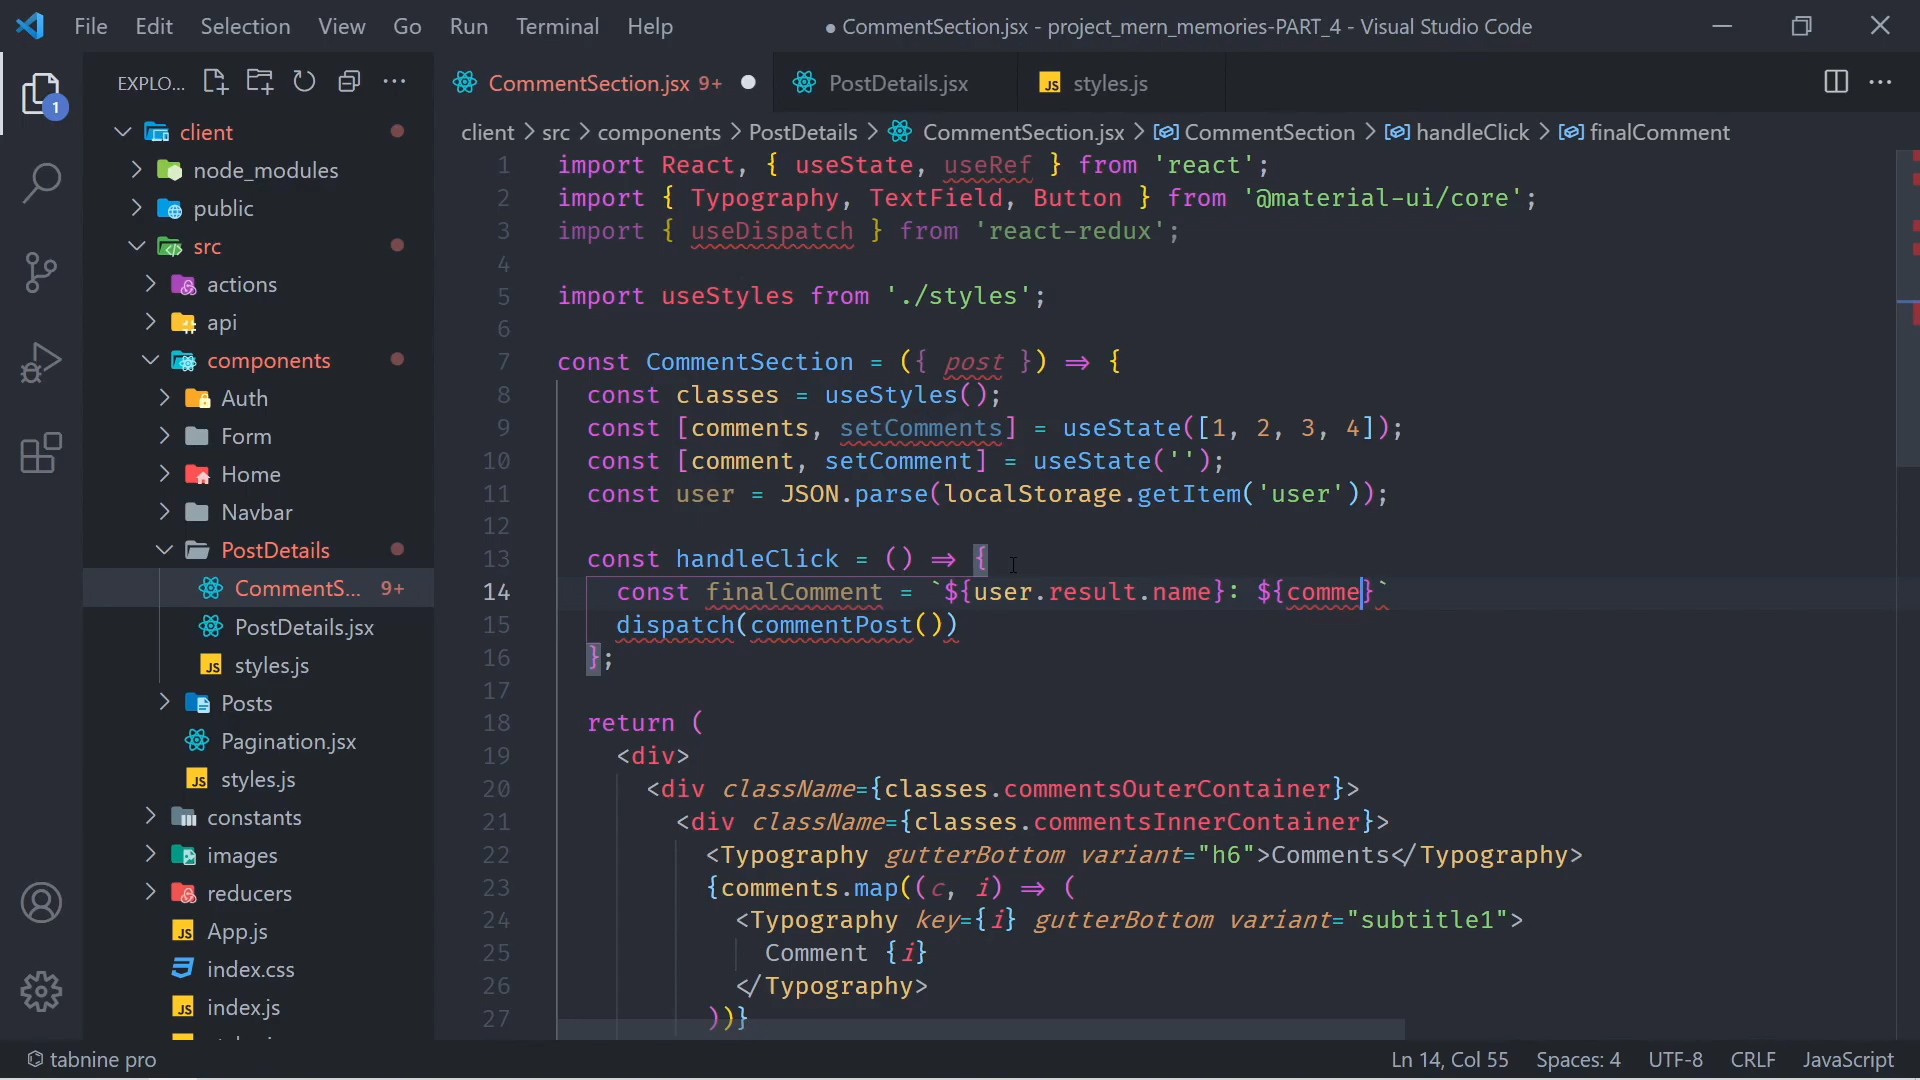 File Edit Selection View Go Run Terminal Help
● CommentSection.jsx - project_mern_memories-PART_4 - Visual Studio Code
EXPLO...
CommentSection.jsx 9+
PostDetails.jsx
JS styles.js
1
client > src > components > PostDetails > CommentSection.jsx > CommentSection > handleClick > finalComment
client
node_modules
public
src
actions
api
components
Auth
Form
Home
Navbar
PostDetails
CommentS... 9+
PostDetails.jsx
JS styles.js
Posts
Pagination.jsx
JS styles.js
constants
images
reducers
JS App.js
index.css
JS index.js
1 import React, { useState, useRef } from 'react';
2 import { Typography, TextField, Button } from '@material-ui/core';
3 import { useDispatch } from 'react-redux';
4
5 import useStyles from './styles';
6
7 const CommentSection = ({ post }) => {
8 const classes = useStyles();
9 const [comments, setComments] = useState([1, 2, 3, 4]);
10 const [comment, setComment] = useState('');
11 const user = JSON.parse(localStorage.getItem('user'));
12
13 const handleClick = () => {
14 const finalComment = `${user.result.name}: ${comme}`
15 dispatch(commentPost())
16 };
17
18 return (
19 <div>
20 <div className={classes.commentsOuterContainer}>
21 <div className={classes.commentsInnerContainer}>
22 <Typography gutterBottom variant="h6">Comments</Typography>
23 {comments.map((c, i) => (
24 <Typography key={i} gutterBottom variant="subtitle1">
25 Comment {i}
26 </Typography>
27 ))}
tabnine pro
Ln 14, Col 55 Spaces: 4 UTF-8 CRLF JavaScript